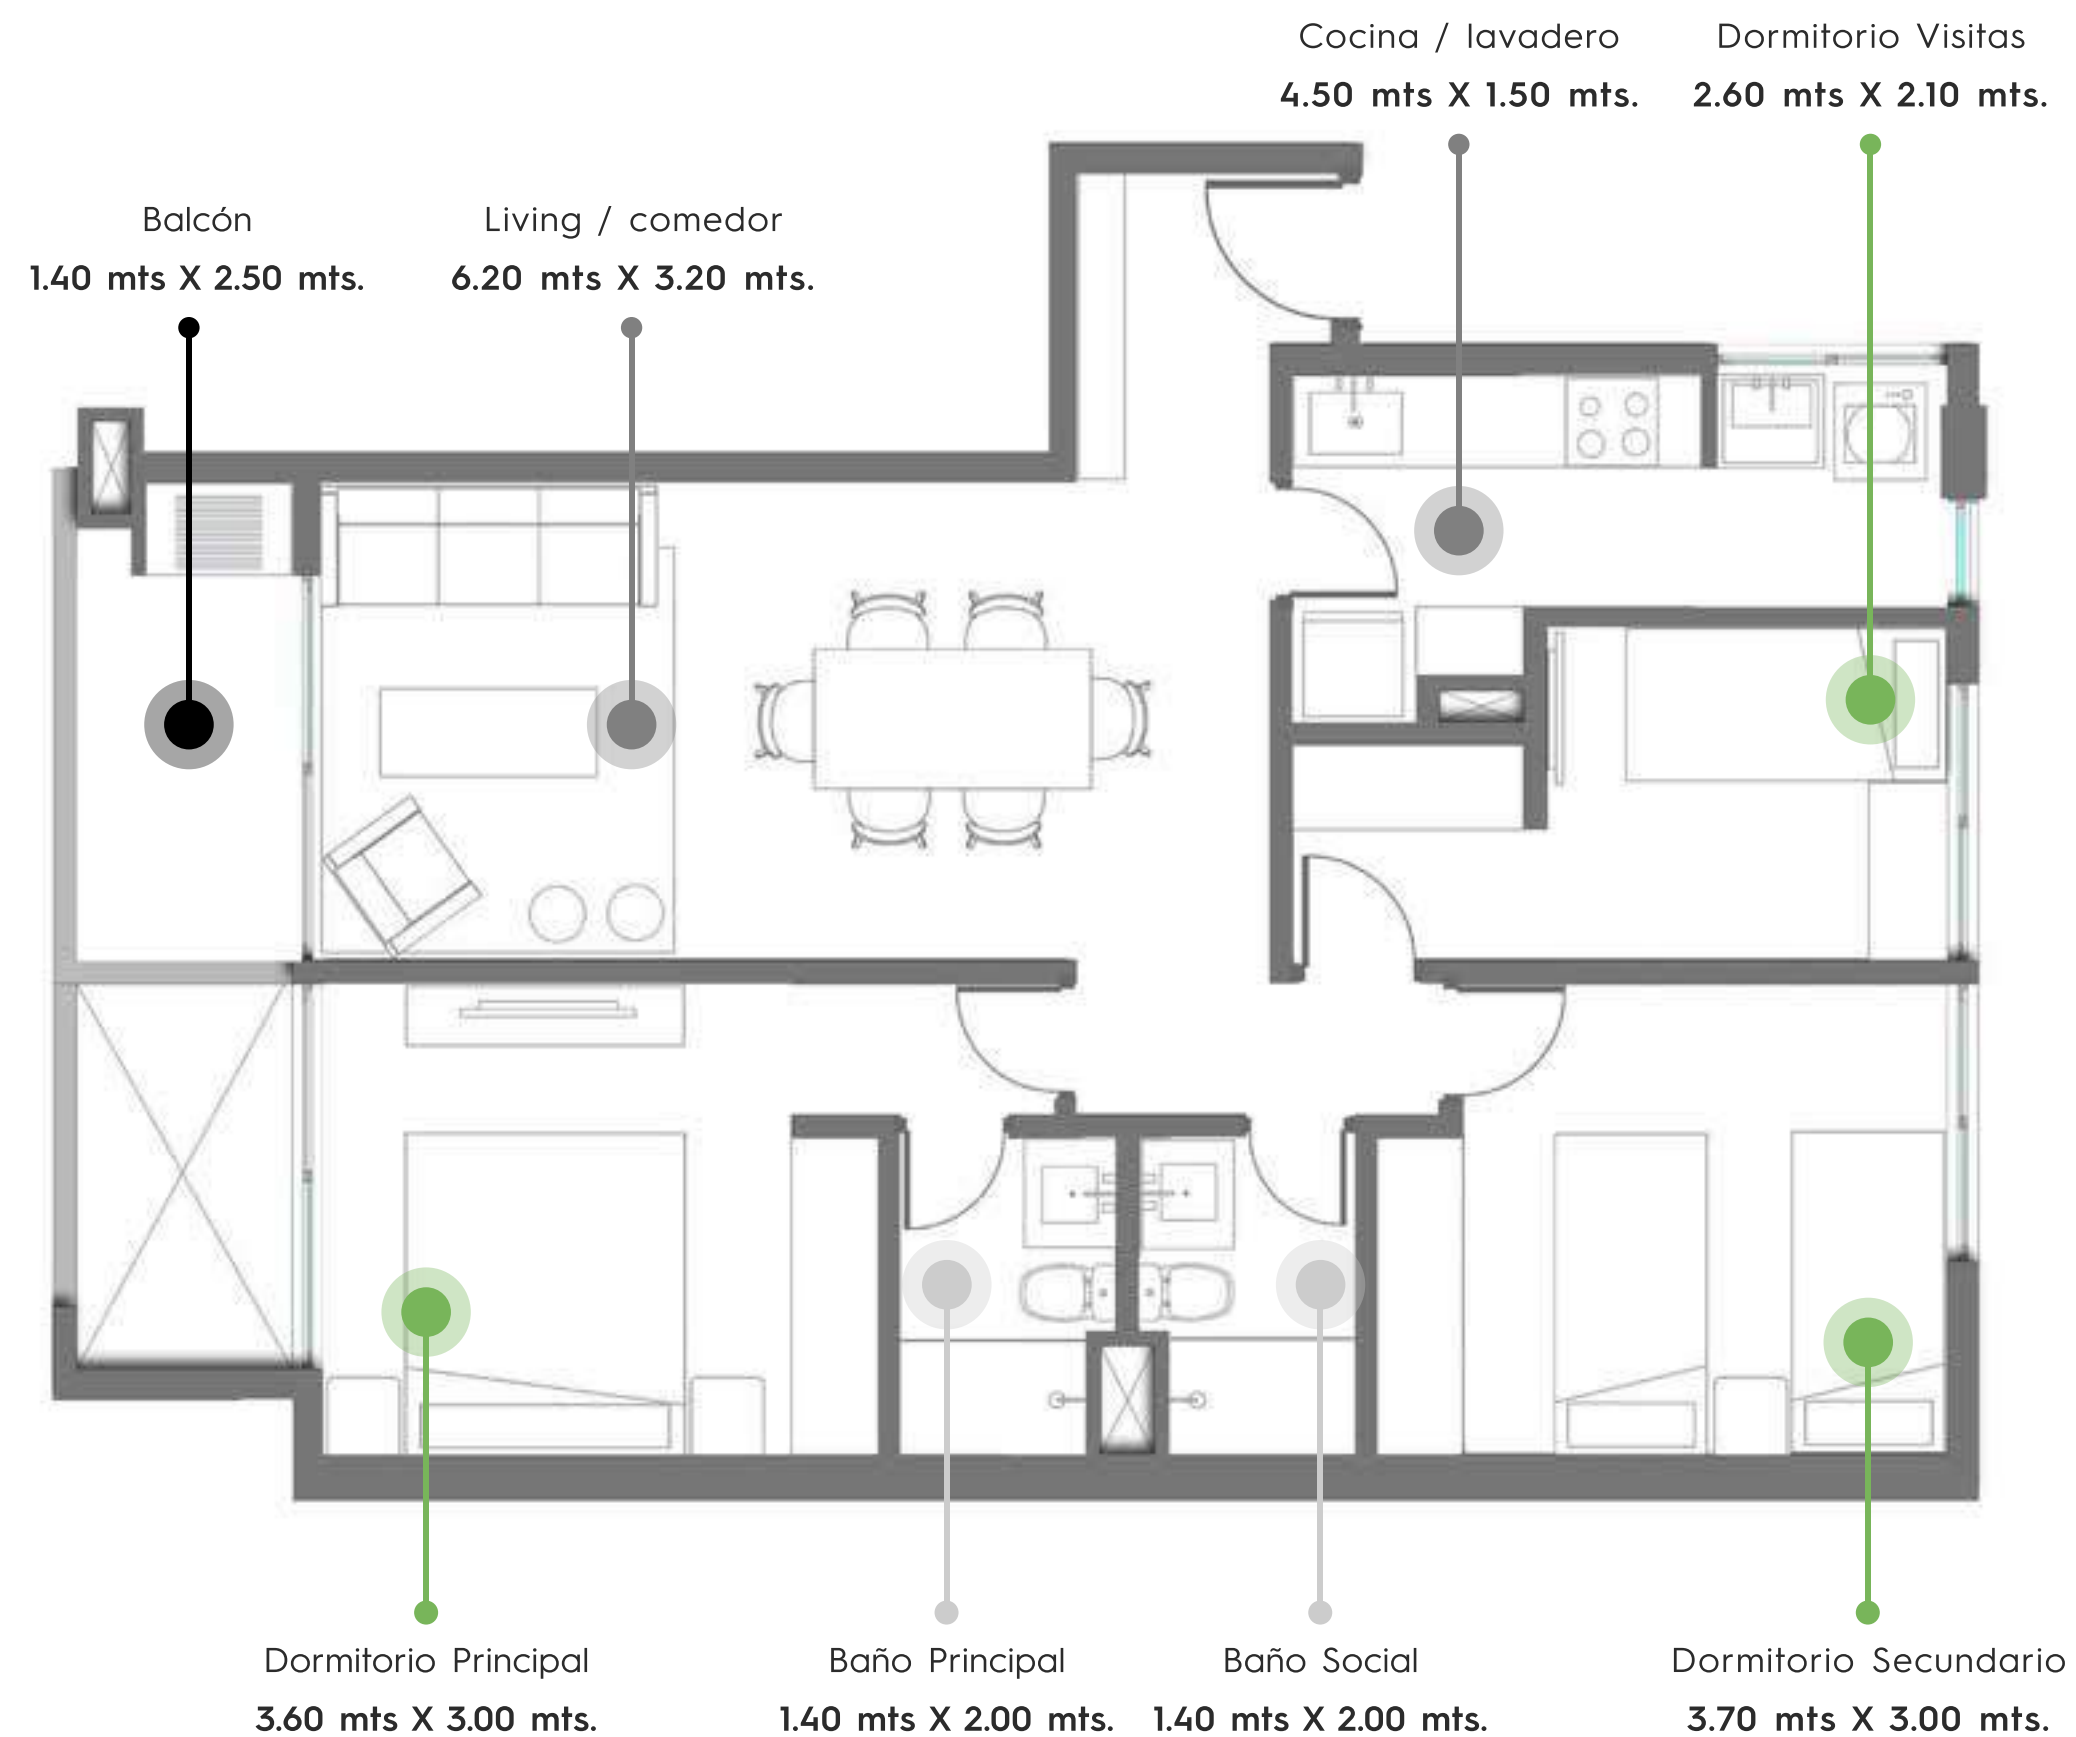 Cocina / lavadero
4.50 mts X 1.50 mts.
Dormitorio Visitas
2.60 mts X 2.10 mts.
Balcón
1.40 mts X 2.50 mts.
Living / comedor
6.20 mts X 3.20 mts.
Dormitorio Principal
3.60 mts X 3.00 mts.
Baño Principal
1.40 mts X 2.00 mts.
Baño Social
1.40 mts X 2.00 mts.
Dormitorio Secundario
3.70 mts X 3.00 mts.